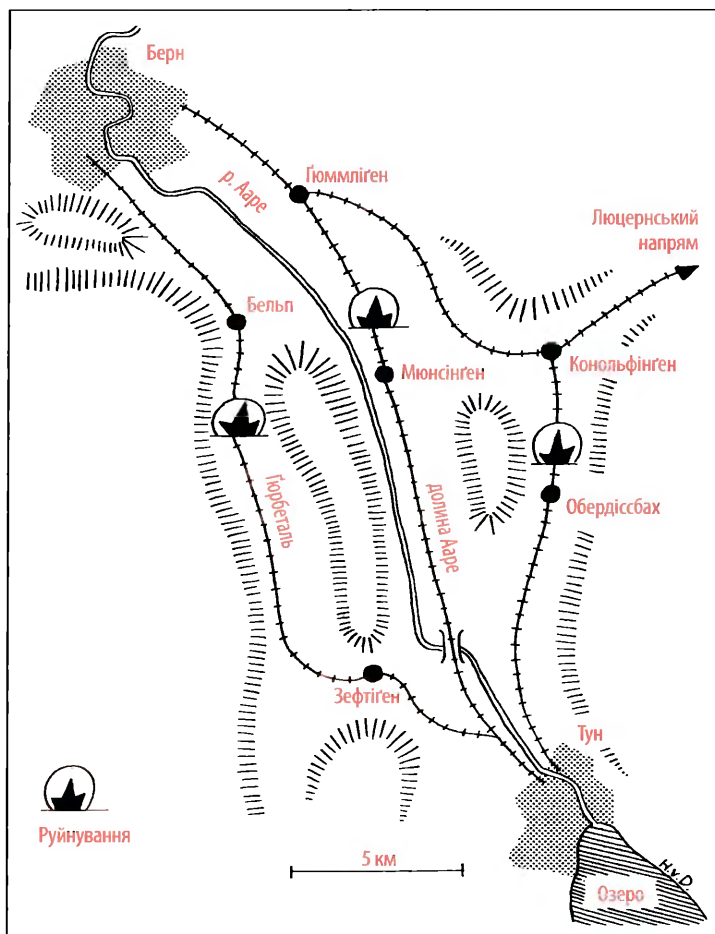 Берн
р. Ааре
Ґюммліґен
Люцернський
напрям
Бельп
Мюнсінґен
Конольфінґен
Ґюрбеталь
долина Ааре
Обердіссбах
Зефтіґен
Тун
Руйнування
5 км
Озеро
H.v.D.